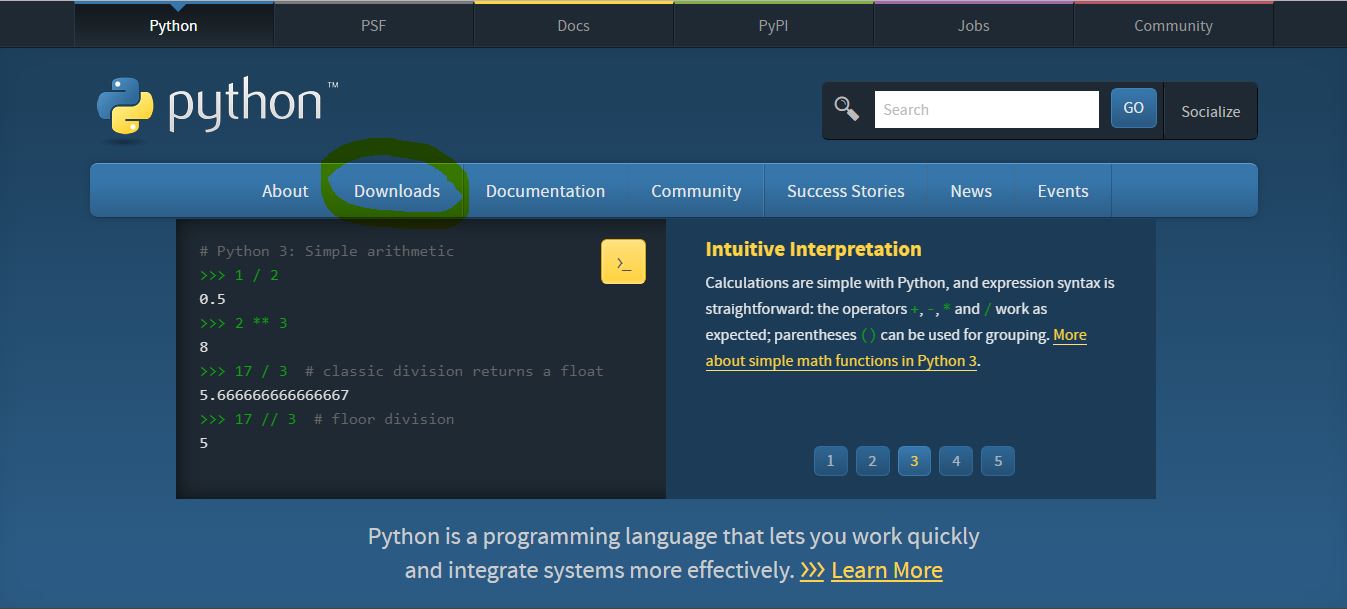 Python PSF Docs PyPI Jobs Community
python™
Search GO Socialize
About Downloads Documentation Community Success Stories News Events
# Python 3: Simple arithmetic
>>> 1 / 2
0.5
>>> 2 ** 3
8
>>> 17 / 3  # classic division returns a float
5.666666666666667
>>> 17 // 3  # floor division
5
>_
Intuitive Interpretation
Calculations are simple with Python, and expression syntax is
straightforward: the operators +, -, * and / work as
expected; parentheses () can be used for grouping. More
about simple math functions in Python 3.
1 2 3 4 5
Python is a programming language that lets you work quickly
and integrate systems more effectively. >>> Learn More